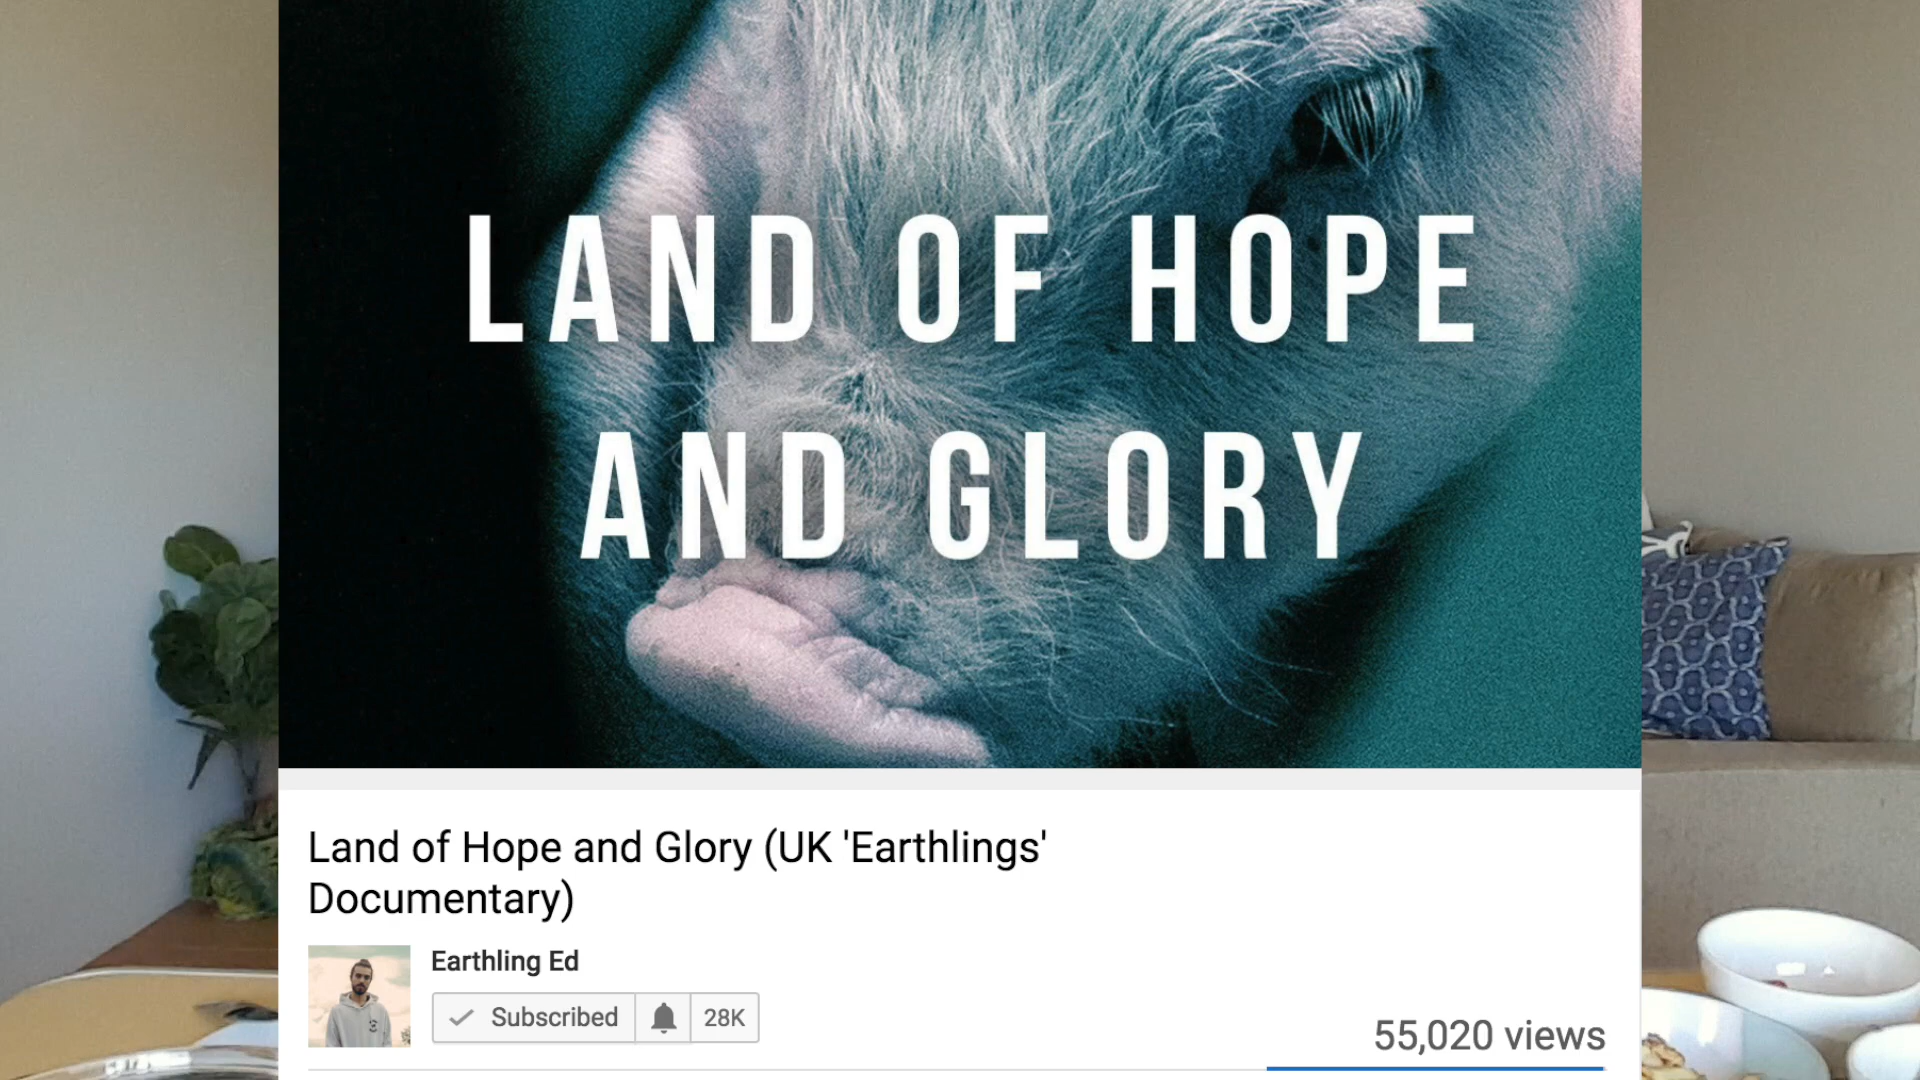 LAND OF HOPE
AND GLORY
Land of Hope and Glory (UK 'Earthlings'
Documentary)
Earthling Ed
Subscribed 28K
55,020 views